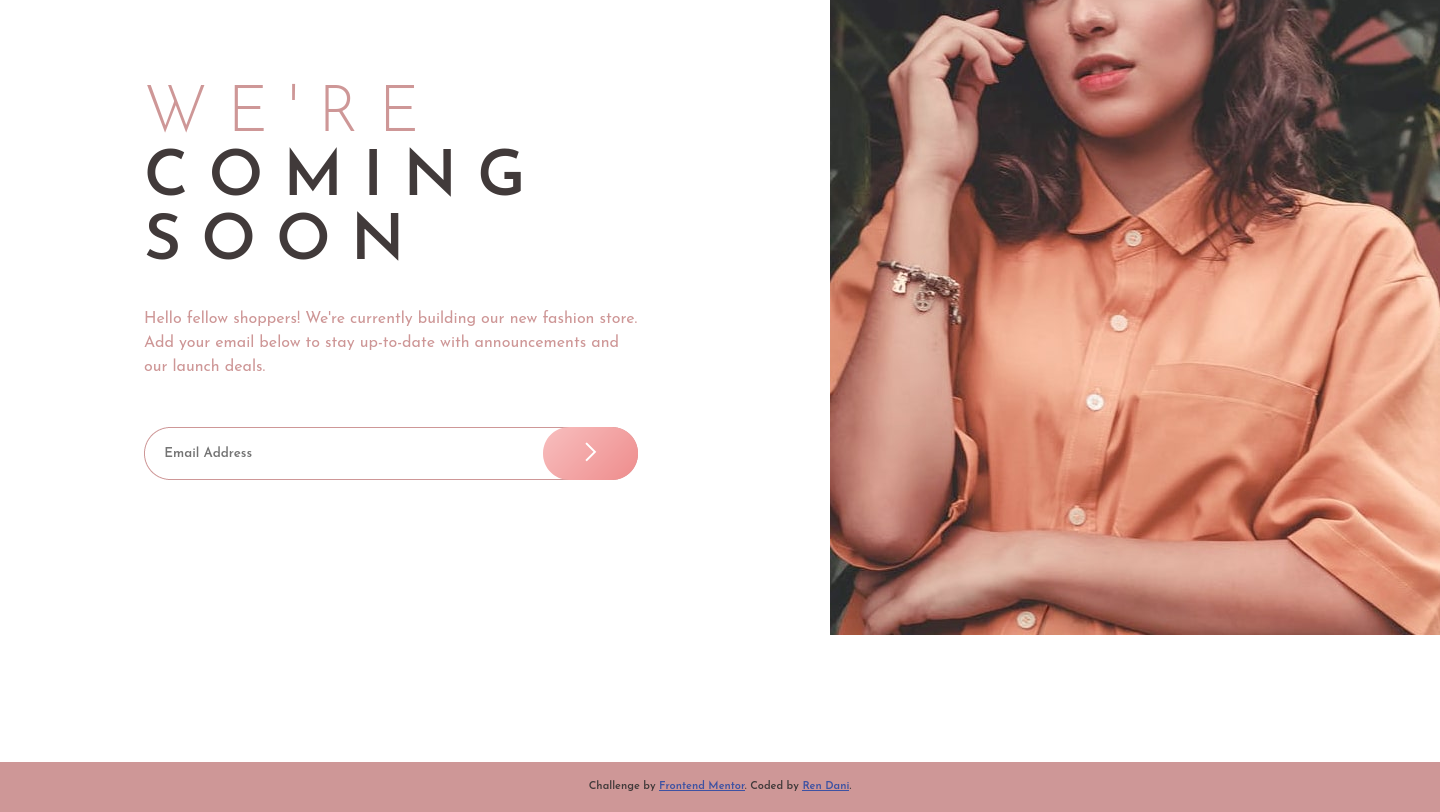 WE'RE
COMING
SOON
Hello fellow shoppers! We're currently building our new fashion store.
Add your email below to stay up-to-date with announcements and
our launch deals.
Email Address
Challenge by Frontend Mentor. Coded by Ren Dani.